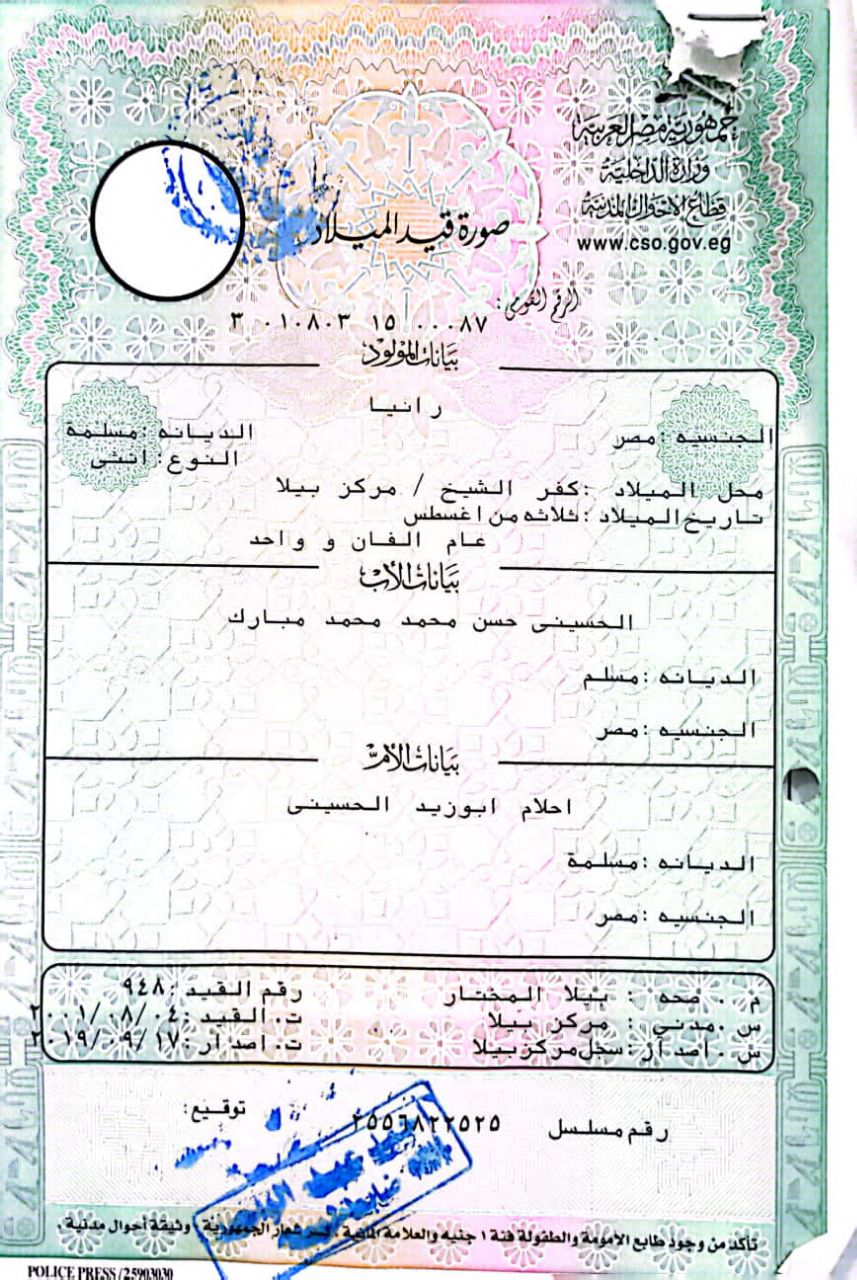 جمهورية مصر العربية
وزارة الداخلية
قطاع الأحوال المدنية
www.cso.gov.eg
صورة قيد الميلاد
الرقم القومى:
٣ ٠١٠٨٠٣ ١٥ ٠٠٠٨٧
بيانات المولود
رانيا
الجنسيه : مصر الديانه : مسلمة
النوع : انثى
محل الميلاد : كفر الشيخ / مركز بيلا
تاريخ الميلاد : ثلاثه من اغسطس
عام الفان و واحد
بيانات الأب
الحسينى حسن محمد محمد مبارك
الديانه : مسلم
الجنسيه : مصر
بيانات الأم
احلام ابوزيد الحسينى
الديانه : مسلمة
الجنسيه : مصر
م . صحه : بيلا المختار رقم القيد : ٩٤٨
س . مدني : مركز بيلا ت. القيد : ٢٠٠١/٠٨/٠٤
س . اصدار : سجل مركز بيلا ت. اصدار : ٢٠١٩/٠٩/١٧
رقم مسلسل ٢٥٥٦٨٢٢٥٢٥ توقيع:
تأكد من وجود طابع الأمومة والطفولة فئة ١ جنيه والعلامة المائية ، نسر شعار الجمهورية ، وثيقة أحوال مدنية .
POLICE PRESS /25903030